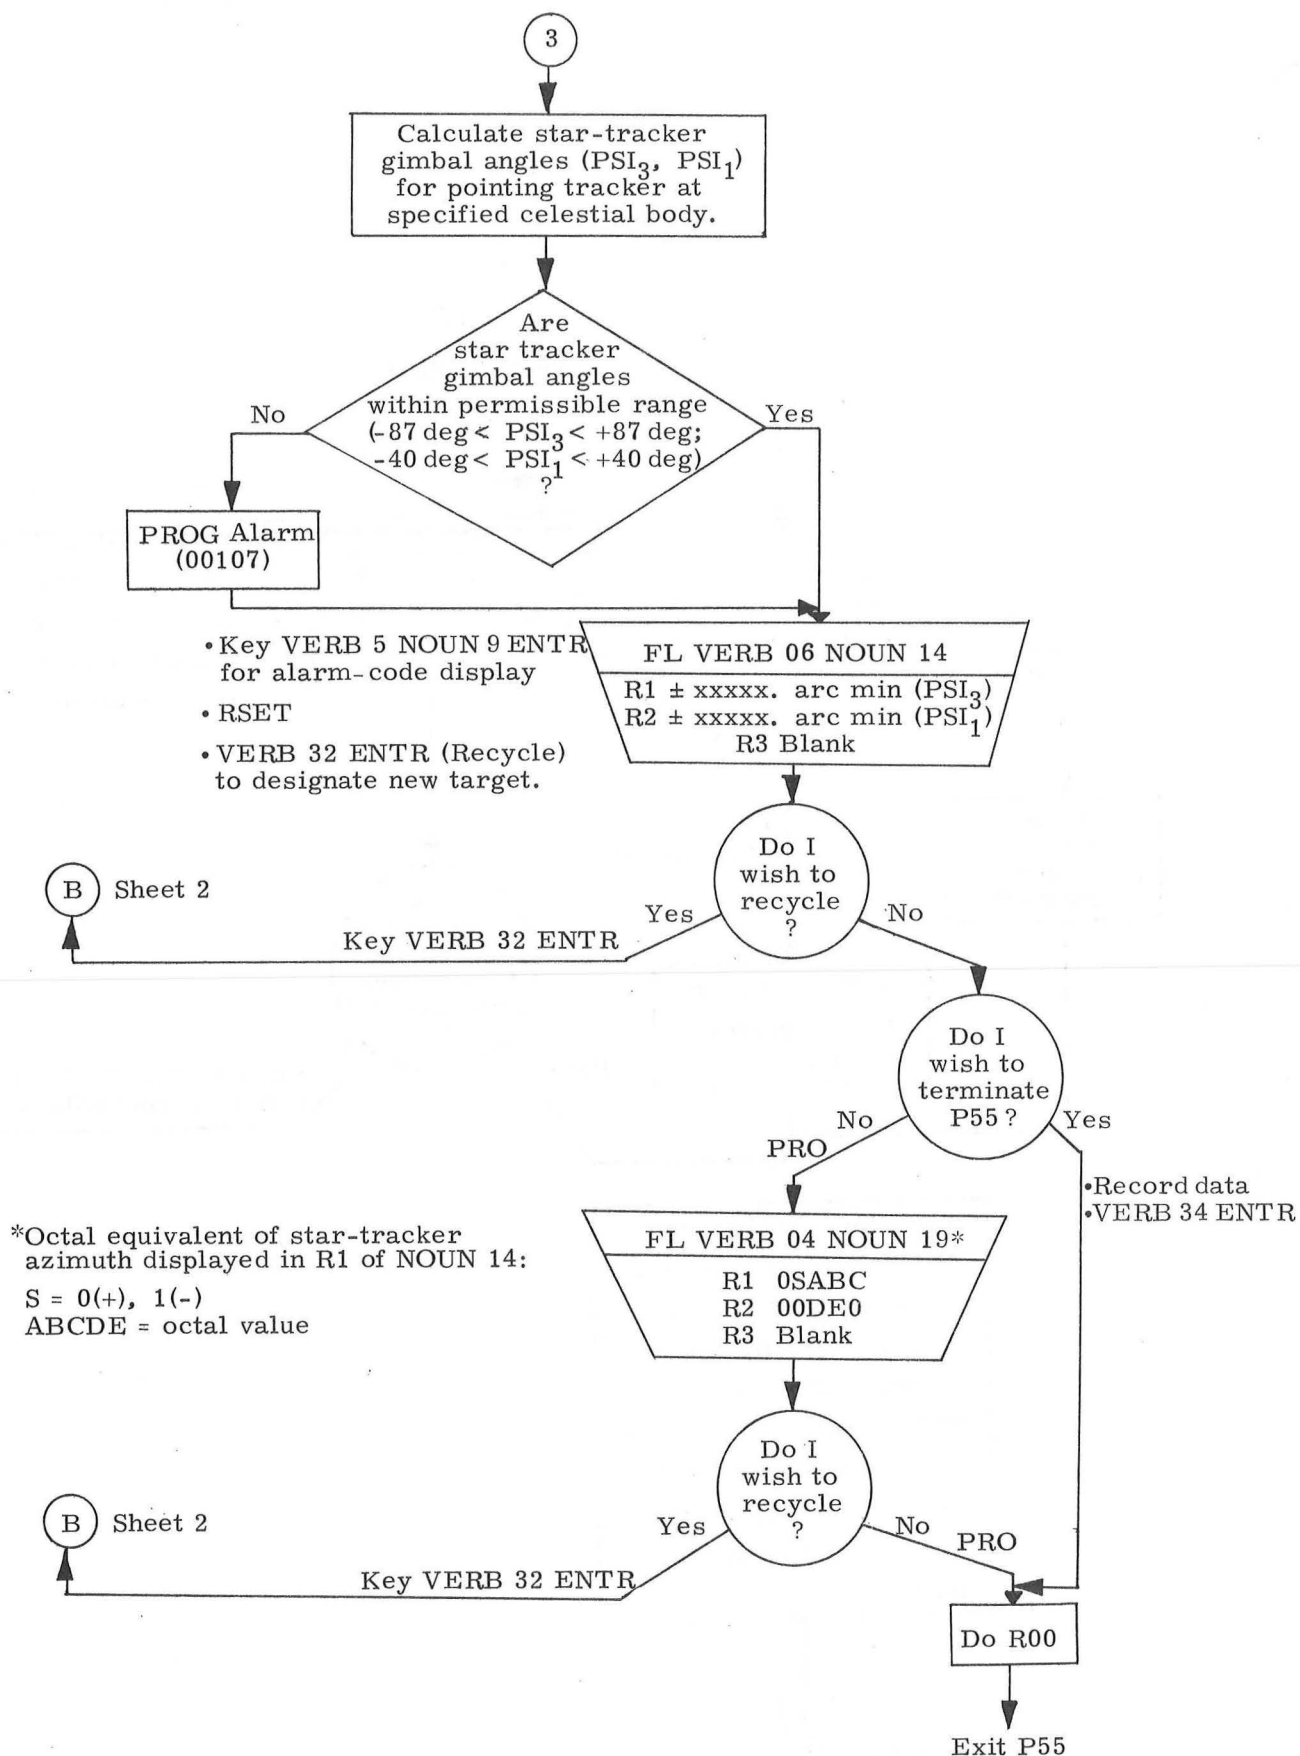 3
Calculate star-tracker
gimbal angles (PSI₃, PSI₁)
for pointing tracker at
specified celestial body.
Are
star tracker
gimbal angles
within permissible range
(-87 deg < PSI₃ < +87 deg;
-40 deg < PSI₁ < +40 deg)
?
No
Yes
PROG Alarm
(00107)
• Key VERB 5 NOUN 9 ENTR
for alarm-code display
• RSET
• VERB 32 ENTR (Recycle)
to designate new target.
FL VERB 06 NOUN 14
R1 ± xxxxx. arc min (PSI₃)
R2 ± xxxxx. arc min (PSI₁)
R3 Blank
Do I
wish to
recycle
?
Yes
No
B Sheet 2
Key VERB 32 ENTR
Do I
wish to
terminate
P55 ?
No
Yes
PRO
•Record data
•VERB 34 ENTR
*Octal equivalent of star-tracker
azimuth displayed in R1 of NOUN 14:
S = 0(+), 1(-)
ABCDE = octal value
FL VERB 04 NOUN 19*
R1 0SABC
R2 00DE0
R3 Blank
Do I
wish to
recycle
?
Yes
No
PRO
B Sheet 2
Key VERB 32 ENTR
Do R00
Exit P55